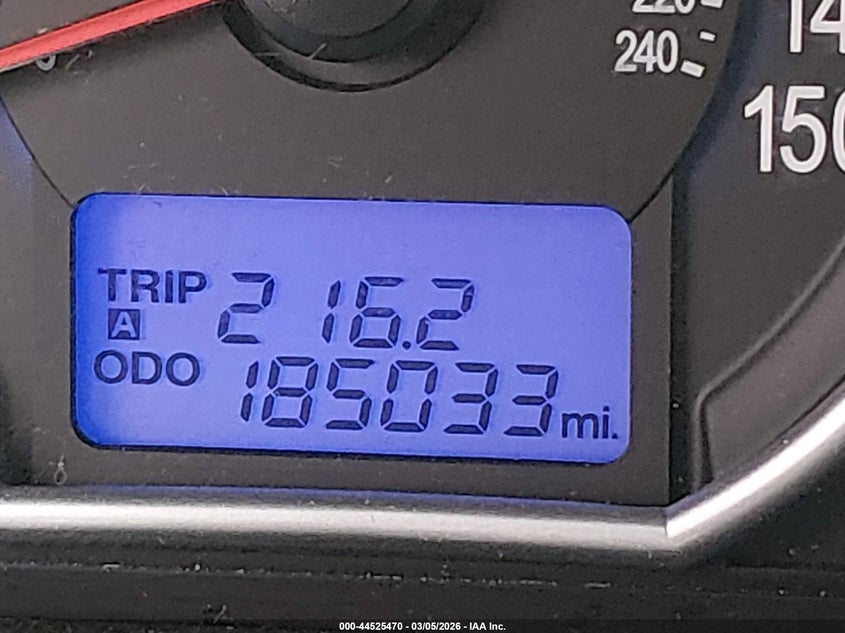 220
240
14
150
TRIP 216.2
A
ODO 185033 mi.
000-44525470 - 03/05/2026 - IAA Inc.